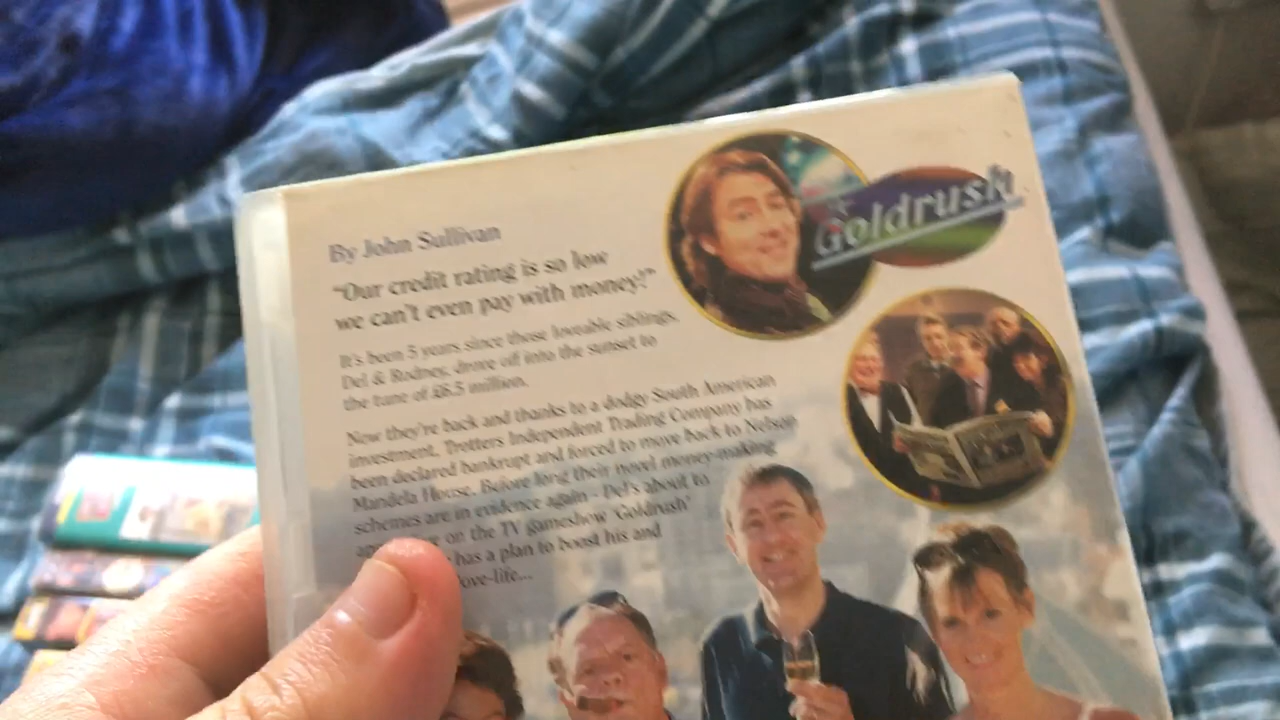 By John Sullivan
Goldrush
"Our credit rating is so low
we can't even pay with money!"
It's been 5 years since those loveable siblings,
Del & Rodney, drove off into the sunset to
the tune of £6.5 million.
Now they're back and thanks to a dodgy South American
investment, Trotters Independent Trading Company has
been declared bankrupt and forced to move back to Nelson
Mandela House. Before long their novel money-making
schemes are in evidence again - Del's about to
on the TV gameshow 'Goldrush'
has a plan to boost his and
love-life...